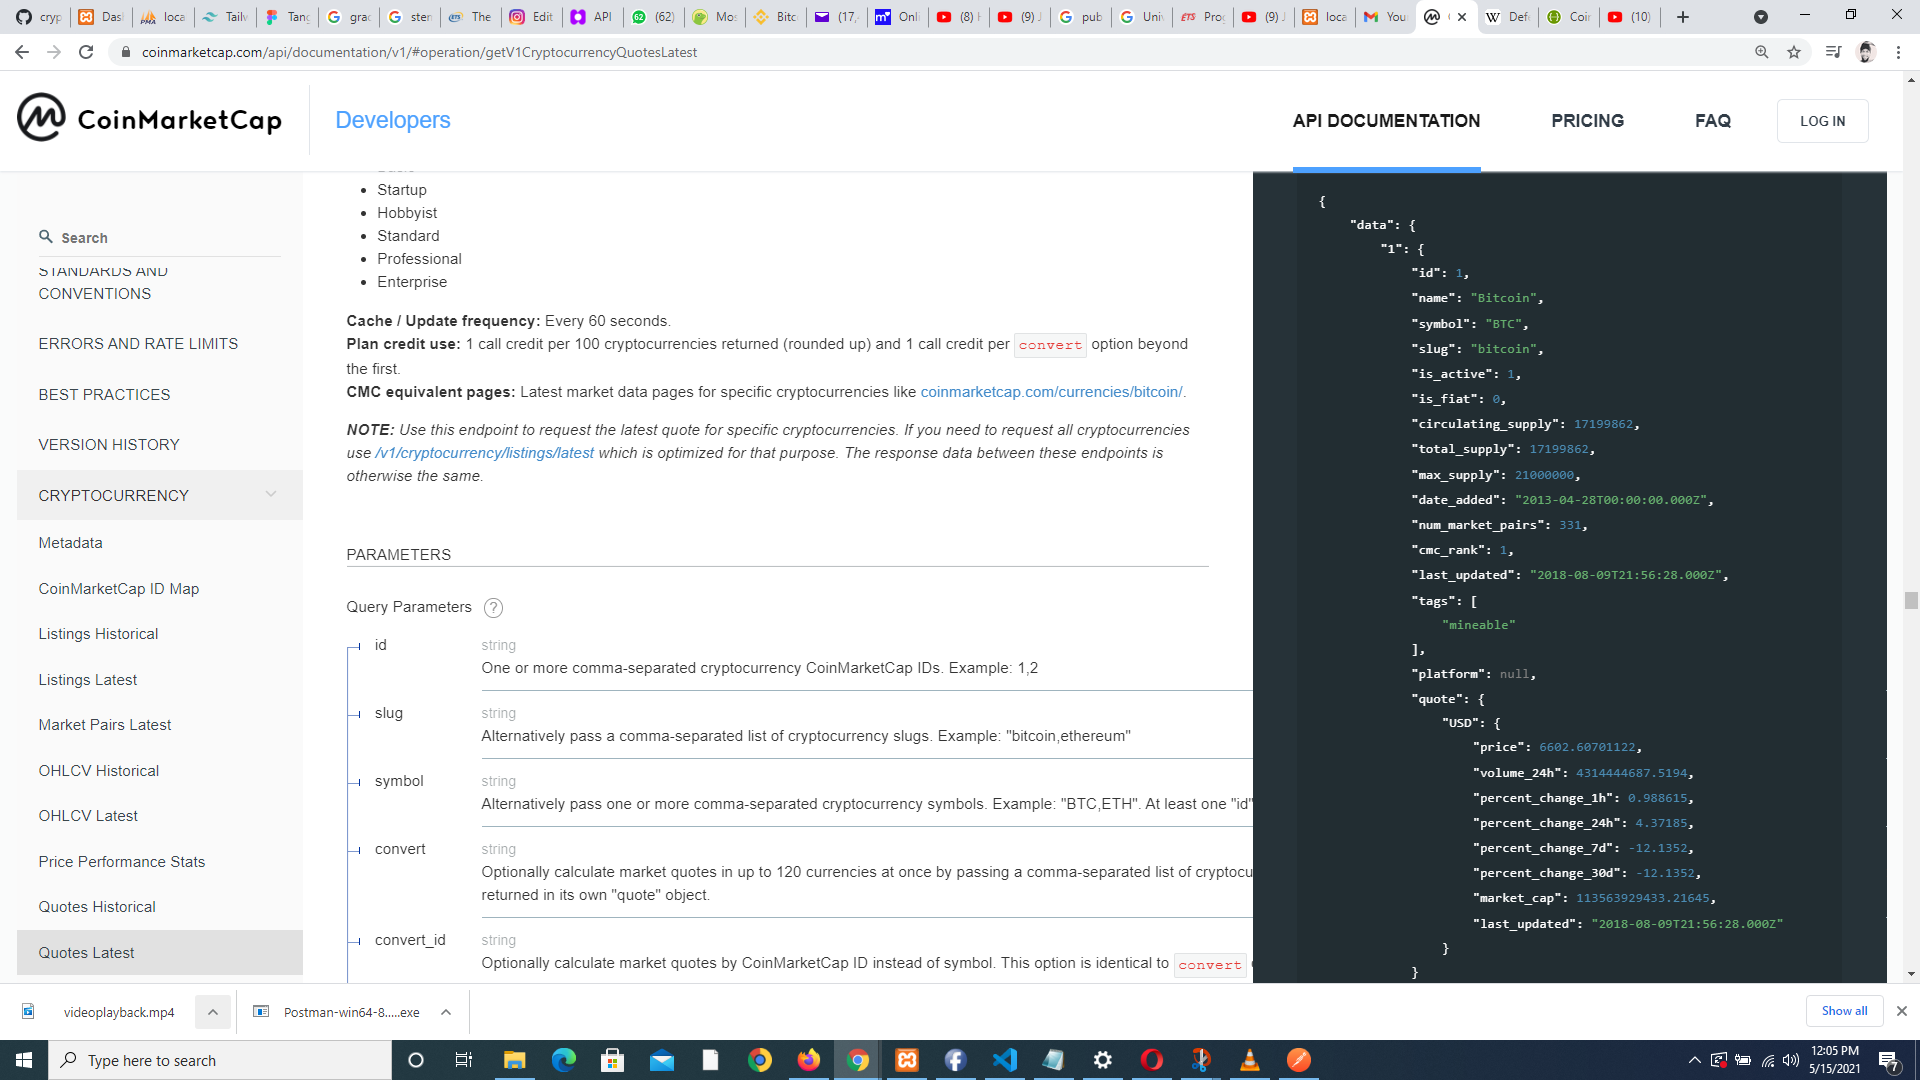 cryp
Dasl
loca
Tailv
Tang
grac
sten
The
Edit
API
(62)
Mos
Bitc
(17,
Onli
(8) H
(9) J
pub
Univ
Prog
(9) J
loca
You
Def
Coin
(10)
coinmarketcap.com/api/documentation/v1/#operation/getV1CryptocurrencyQuotesLatest
CoinMarketCap
Developers
API DOCUMENTATION
PRICING
FAQ
LOG IN
Search
STANDARDS AND
CONVENTIONS
ERRORS AND RATE LIMITS
BEST PRACTICES
VERSION HISTORY
CRYPTOCURRENCY
Metadata
CoinMarketCap ID Map
Listings Historical
Listings Latest
Market Pairs Latest
OHLCV Historical
OHLCV Latest
Price Performance Stats
Quotes Historical
Quotes Latest
• Startup
• Hobbyist
• Standard
• Professional
• Enterprise
Cache / Update frequency: Every 60 seconds.
Plan credit use: 1 call credit per 100 cryptocurrencies returned (rounded up) and 1 call credit per convert option beyond
the first.
CMC equivalent pages: Latest market data pages for specific cryptocurrencies like coinmarketcap.com/currencies/bitcoin/.
NOTE: Use this endpoint to request the latest quote for specific cryptocurrencies. If you need to request all cryptocurrencies
use /v1/cryptocurrency/listings/latest which is optimized for that purpose. The response data between these endpoints is
otherwise the same.
PARAMETERS
Query Parameters ?
id string
One or more comma-separated cryptocurrency CoinMarketCap IDs. Example: 1,2
slug string
Alternatively pass a comma-separated list of cryptocurrency slugs. Example: "bitcoin,ethereum"
symbol string
Alternatively pass one or more comma-separated cryptocurrency symbols. Example: "BTC,ETH". At least one "id"
convert string
Optionally calculate market quotes in up to 120 currencies at once by passing a comma-separated list of cryptocu
returned in its own "quote" object.
convert_id string
Optionally calculate market quotes by CoinMarketCap ID instead of symbol. This option is identical to convert
{
"data": {
"1": {
"id": 1,
"name": "Bitcoin",
"symbol": "BTC",
"slug": "bitcoin",
"is_active": 1,
"is_fiat": 0,
"circulating_supply": 17199862,
"total_supply": 17199862,
"max_supply": 21000000,
"date_added": "2013-04-28T00:00:00.000Z",
"num_market_pairs": 331,
"cmc_rank": 1,
"last_updated": "2018-08-09T21:56:28.000Z",
"tags": [
"mineable"
],
"platform": null,
"quote": {
"USD": {
"price": 6602.60701122,
"volume_24h": 4314444687.5194,
"percent_change_1h": 0.988615,
"percent_change_24h": 4.37185,
"percent_change_7d": -12.1352,
"percent_change_30d": -12.1352,
"market_cap": 113563929433.21645,
"last_updated": "2018-08-09T21:56:28.000Z"
}
}
videoplayback.mp4
Postman-win64-8.....exe
Show all
Type here to search
12:05 PM
5/15/2021
7